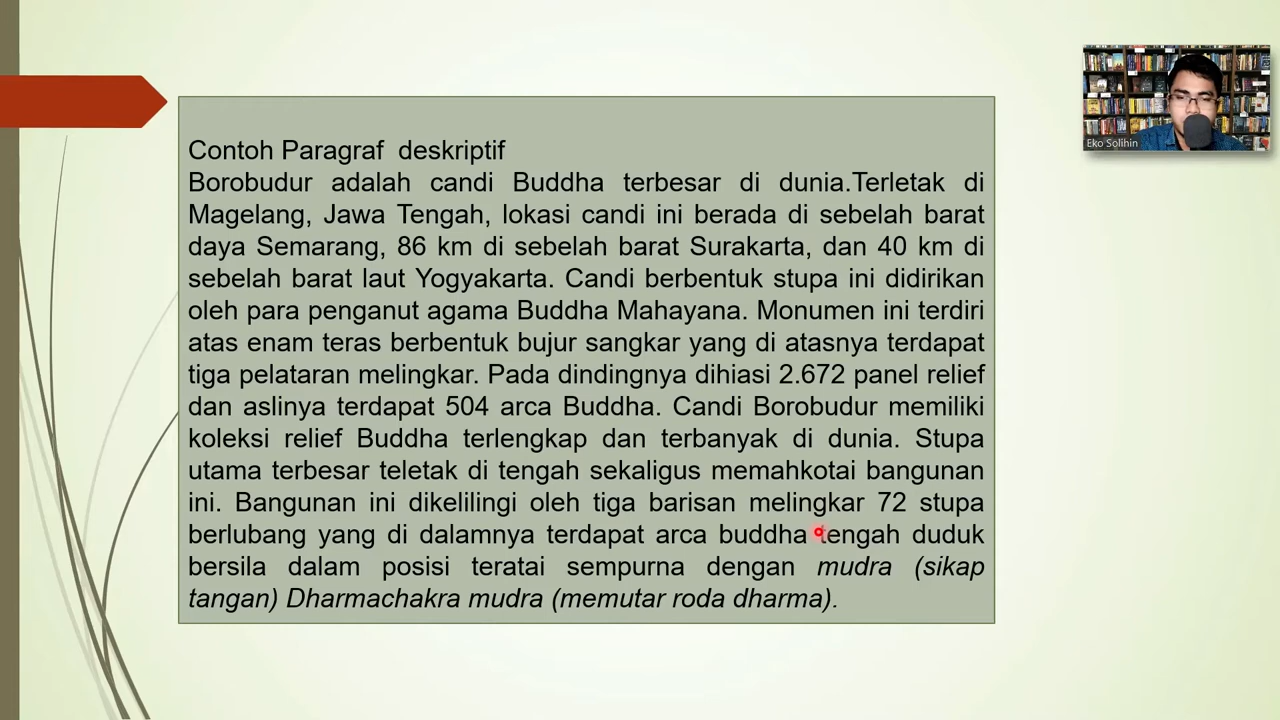 Contoh Paragraf deskriptif
Borobudur adalah candi Buddha terbesar di dunia.Terletak di
Magelang, Jawa Tengah, lokasi candi ini berada di sebelah barat
daya Semarang, 86 km di sebelah barat Surakarta, dan 40 km di
sebelah barat laut Yogyakarta. Candi berbentuk stupa ini didirikan
oleh para penganut agama Buddha Mahayana. Monumen ini terdiri
atas enam teras berbentuk bujur sangkar yang di atasnya terdapat
tiga pelataran melingkar. Pada dindingnya dihiasi 2.672 panel relief
dan aslinya terdapat 504 arca Buddha. Candi Borobudur memiliki
koleksi relief Buddha terlengkap dan terbanyak di dunia. Stupa
utama terbesar teletak di tengah sekaligus memahkotai bangunan
ini. Bangunan ini dikelilingi oleh tiga barisan melingkar 72 stupa
berlubang yang di dalamnya terdapat arca buddha tengah duduk
bersila dalam posisi teratai sempurna dengan mudra (sikap
tangan) Dharmachakra mudra (memutar roda dharma).
Eko Solihin